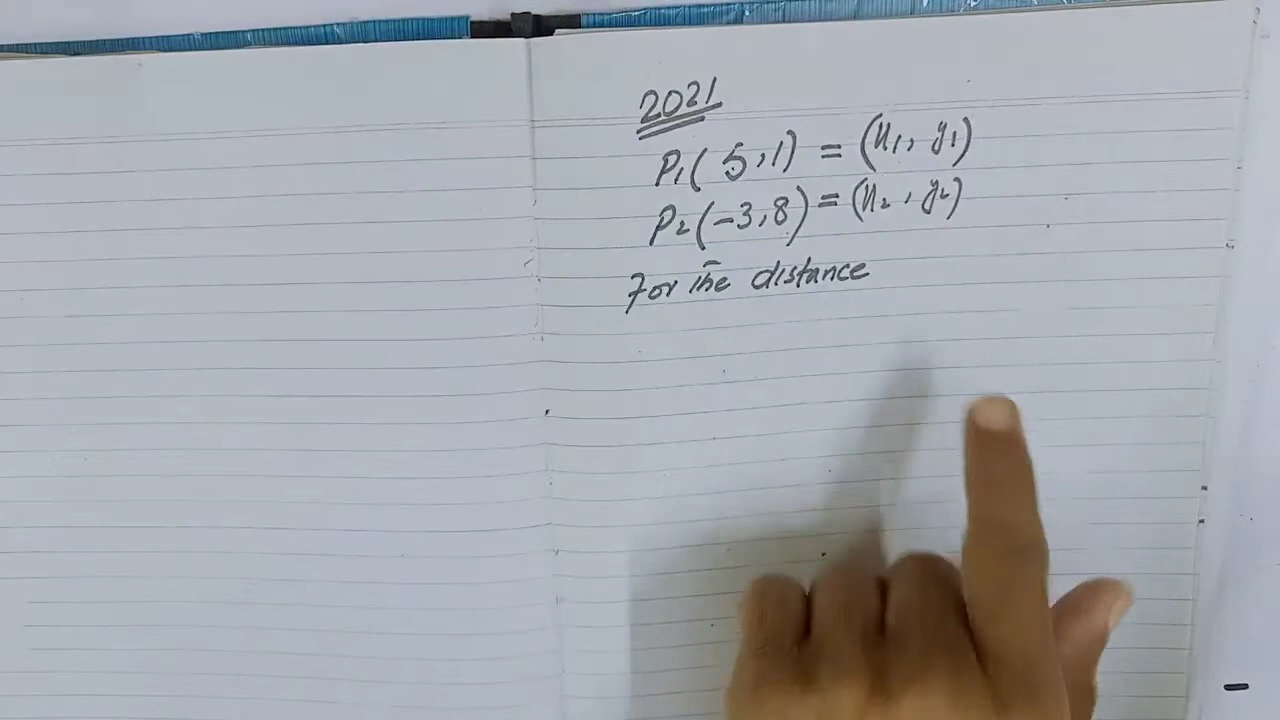 2021
P₁(5,1) = (x₁, y₁)
P₂(-3,8) = (x₂, y₂)
For the distance